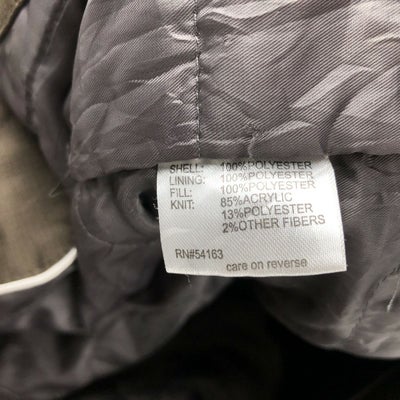 SHELL: 100%POLYESTER
LINING: 100%POLYESTER
FILL: 100%POLYESTER
KNIT: 85%ACRYLIC
13%POLYESTER
2%OTHER FIBERS
RN#54163
care on reverse